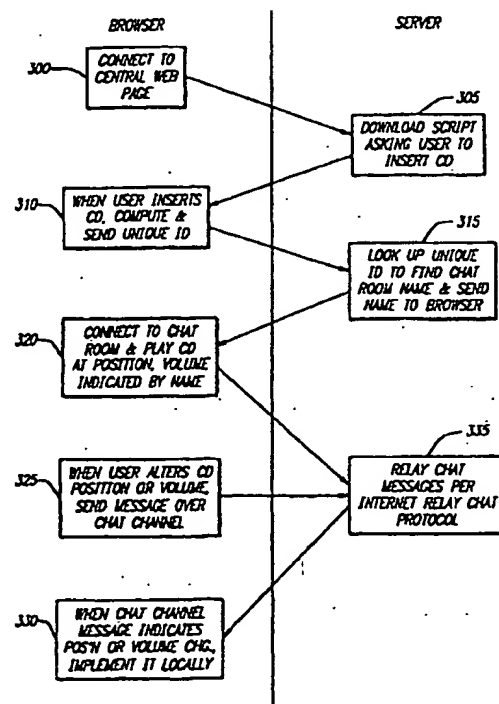 BROWSER
SERVER
300
CONNECT TO
CENTRAL WEB
PAGE
305
DOWNLOAD SCRIPT
ASKING USER TO
INSERT CD
310
WHEN USER INSERTS
CD, COMPUTE &
SEND UNIQUE ID
315
LOOK UP UNIQUE
ID TO FIND CHAT
ROOM NAME & SEND
NAME TO BROWSER
320
CONNECT TO CHAT
ROOM & PLAY CD
AT POSITION, VOLUME
INDICATED BY NAME
325
WHEN USER ALTERS CD
POSITION OR VOLUME,
SEND MESSAGE OVER
CHAT CHANNEL
335
RELAY CHAT
MESSAGES PER
INTERNET RELAY CHAT
PROTOCOL
330
WHEN CHAT CHANNEL
MESSAGE INDICATES
POS'N OR VOLUME CHG.,
IMPLEMENT IT LOCALLY